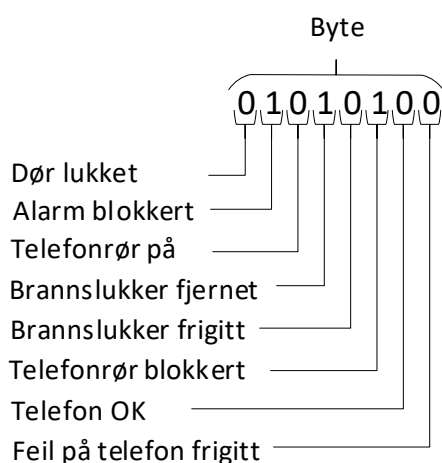 Byte
0 1 0 1 0 1 0 0
Dør lukket
Alarm blokkert
Telefonrør på
Brannslukker fjernet
Brannslukker frigitt
Telefonrør blokkert
Telefon OK
Feil på telefon frigitt